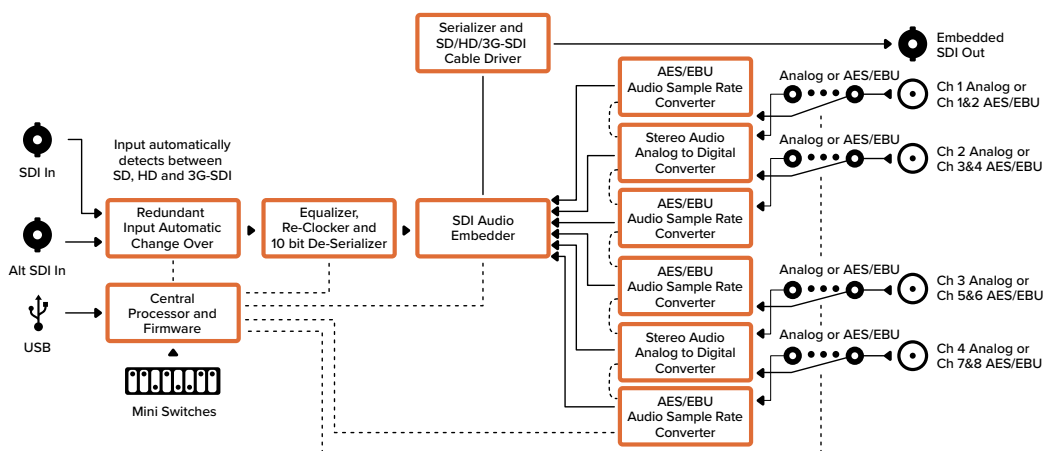 Serializer and
SD/HD/3G-SDI
Cable Driver
Embedded
SDI Out
AES/EBU
Audio Sample Rate
Converter
Analog or AES/EBU
Ch 1 Analog or
Ch 1&2 AES/EBU
SDI In
Input automatically
detects between
SD, HD and 3G-SDI
Stereo Audio
Analog to Digital
Converter
Analog or AES/EBU
Ch 2 Analog or
Ch 3&4 AES/EBU
Alt SDI In
Redundant
Input Automatic
Change Over
Equalizer,
Re-Clocker and
10 bit De-Serializer
SDI Audio
Embedder
AES/EBU
Audio Sample Rate
Converter
USB
Central
Processor and
Firmware
AES/EBU
Audio Sample Rate
Converter
Analog or AES/EBU
Ch 3 Analog or
Ch 5&6 AES/EBU
Mini Switches
Stereo Audio
Analog to Digital
Converter
Analog or AES/EBU
Ch 4 Analog or
Ch 7&8 AES/EBU
AES/EBU
Audio Sample Rate
Converter